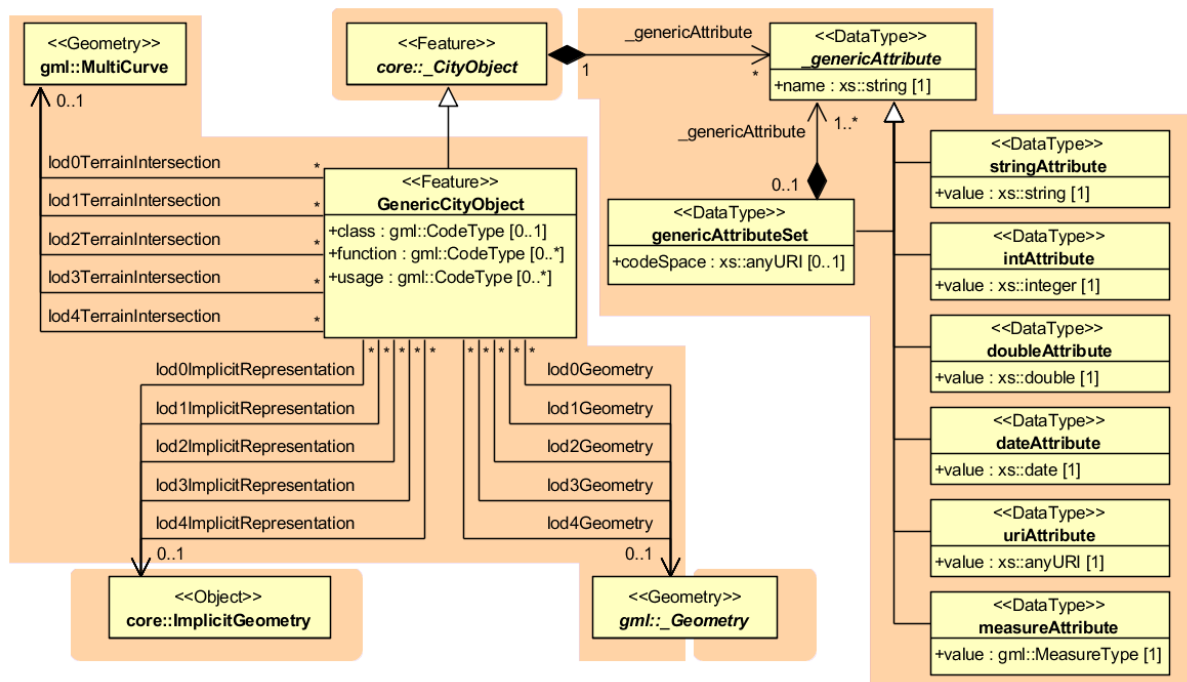 <<Geometry>>
gml::MultiCurve
0..1
<<Feature>>
core::_CityObject
1
_genericAttribute
*
<<DataType>>
_genericAttribute
+name : xs::string [1]
_genericAttribute
1..*
0..1
<<DataType>>
genericAttributeSet
+codeSpace : xs::anyURI [0..1]
<<DataType>>
stringAttribute
+value : xs::string [1]
<<DataType>>
intAttribute
+value : xs::integer [1]
<<DataType>>
doubleAttribute
+value : xs::double [1]
<<DataType>>
dateAttribute
+value : xs::date [1]
<<DataType>>
uriAttribute
+value : xs::anyURI [1]
<<DataType>>
measureAttribute
+value : gml::MeasureType [1]
lod0TerrainIntersection *
lod1TerrainIntersection *
lod2TerrainIntersection *
lod3TerrainIntersection *
lod4TerrainIntersection *
<<Feature>>
GenericCityObject
+class : gml::CodeType [0..1]
+function : gml::CodeType [0..*]
+usage : gml::CodeType [0..*]
* * * * * * * * * *
lod0ImplicitRepresentation
lod1ImplicitRepresentation
lod2ImplicitRepresentation
lod3ImplicitRepresentation
lod4ImplicitRepresentation
0..1
lod0Geometry
lod1Geometry
lod2Geometry
lod3Geometry
lod4Geometry
0..1
<<Object>>
core::ImplicitGeometry
<<Geometry>>
gml::_Geometry